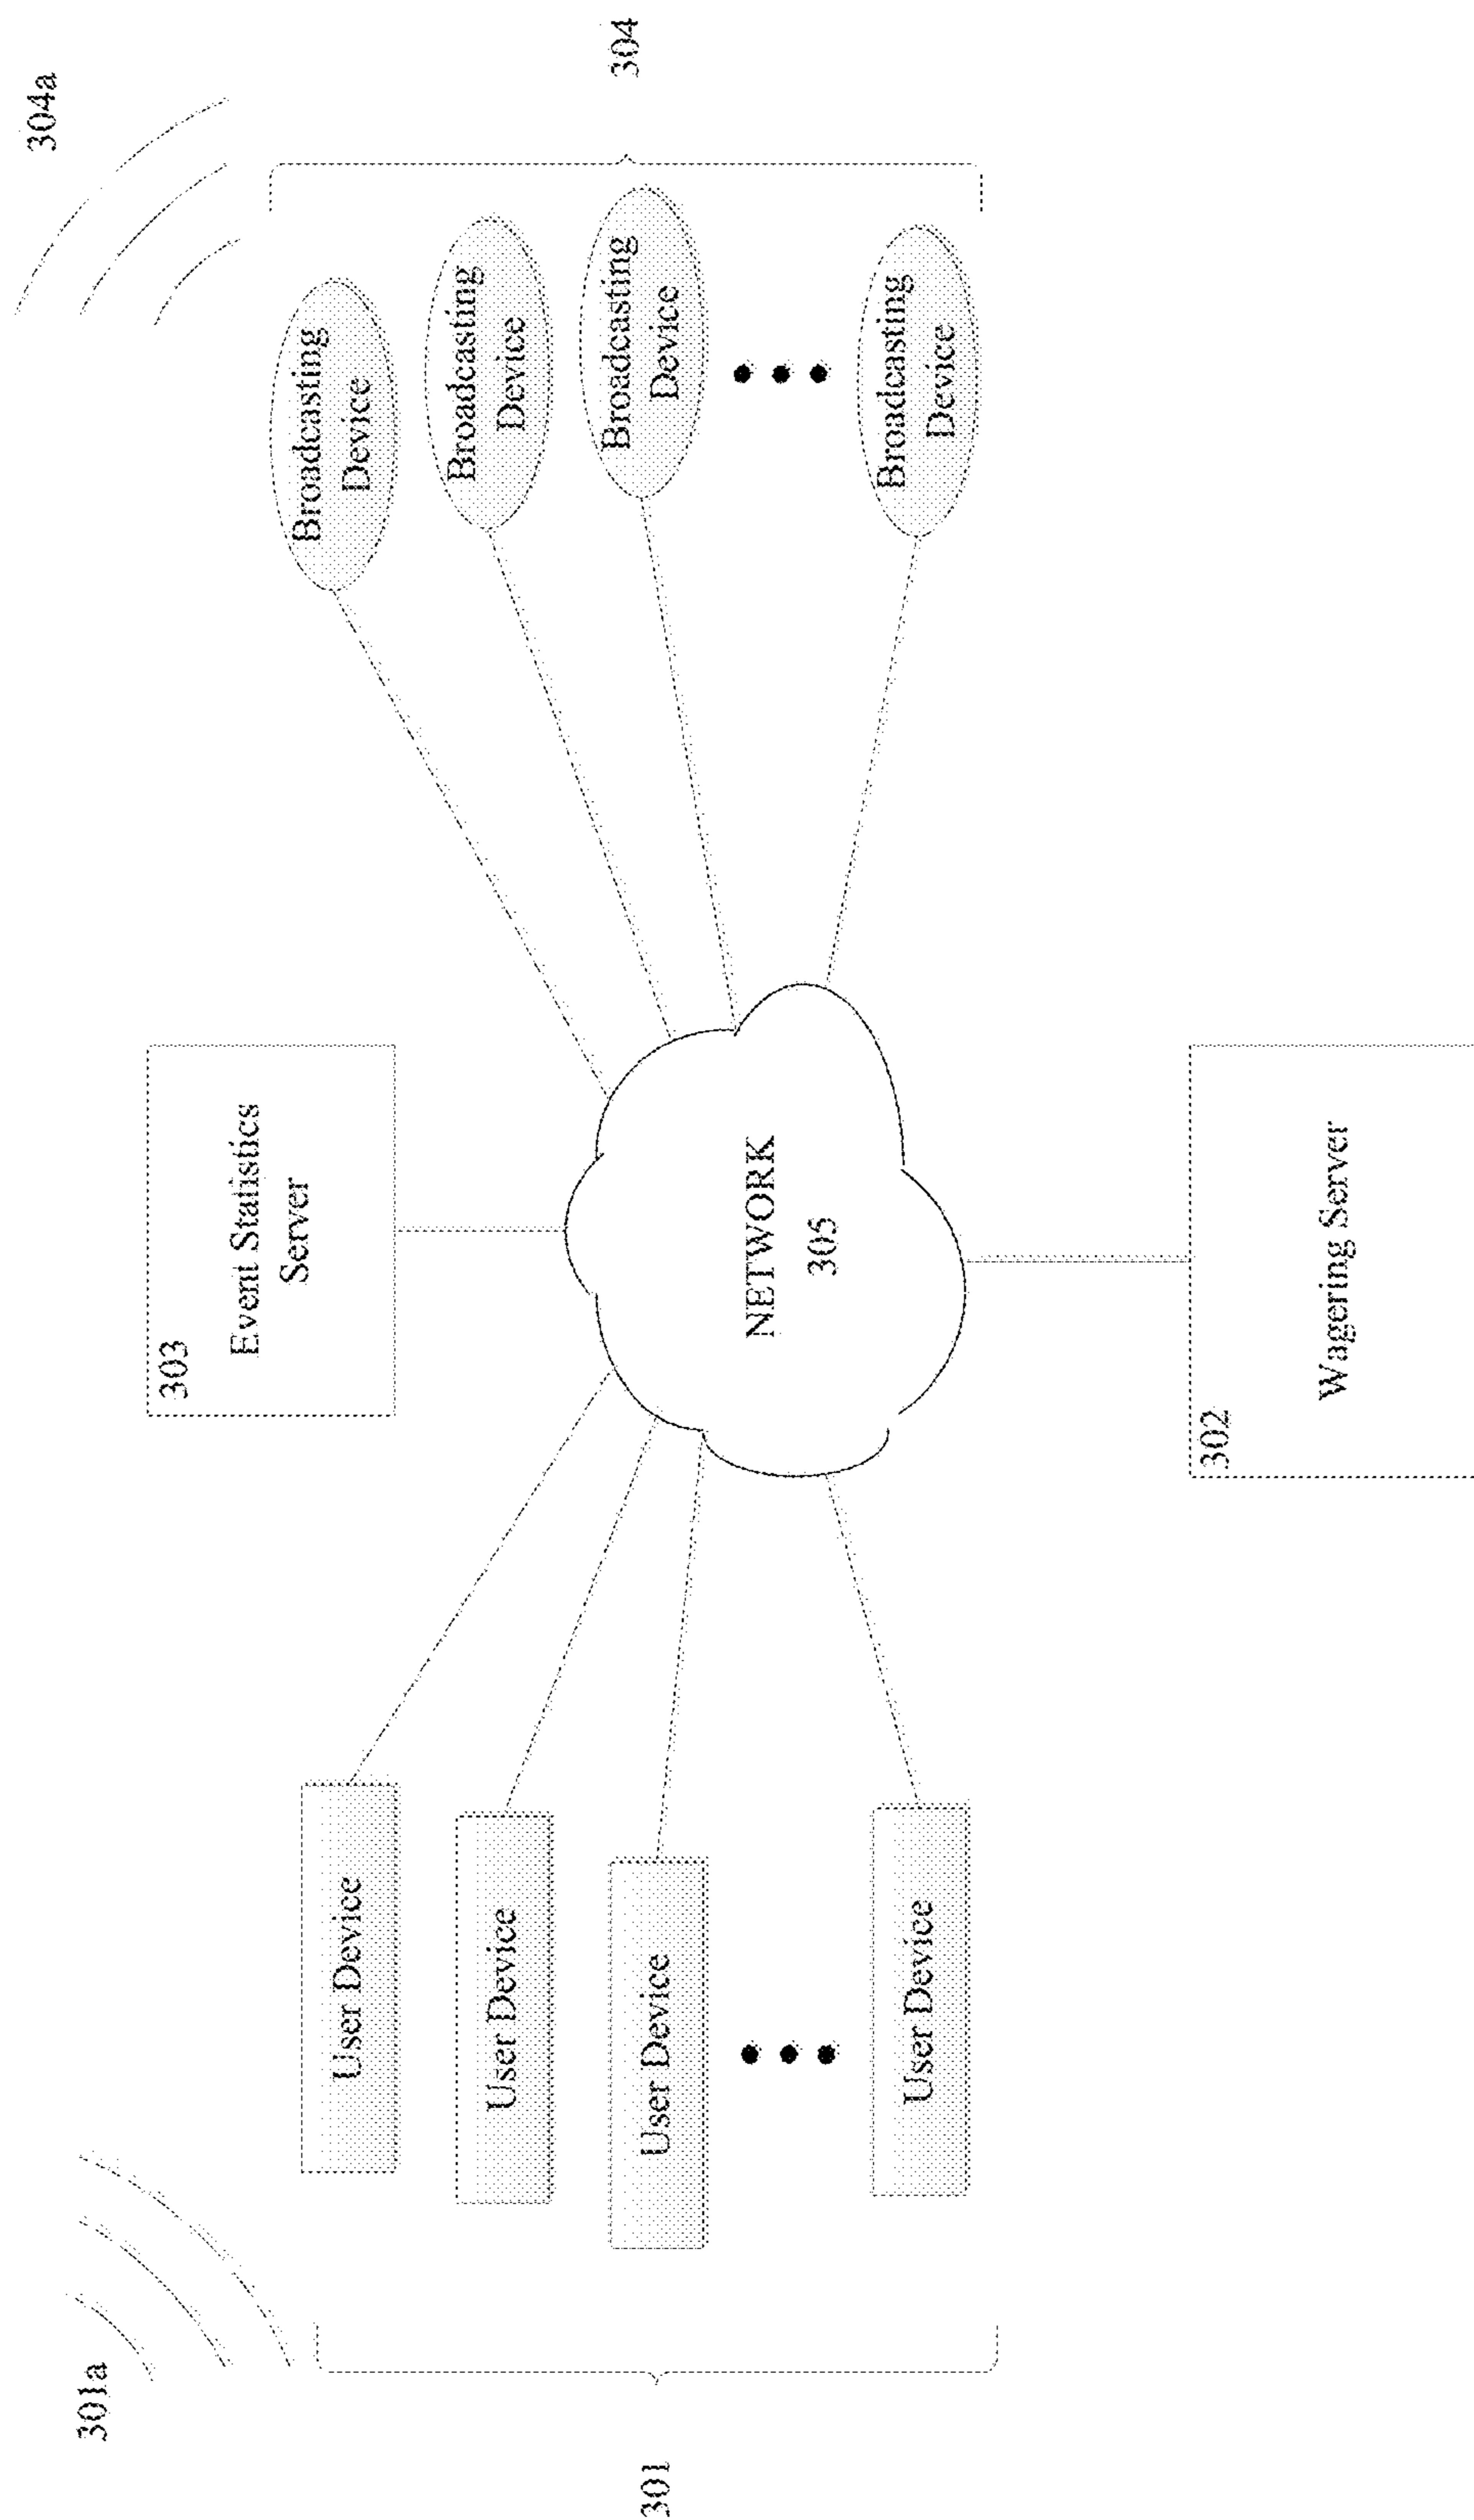 301a
304a
303
Event Statistics
Server
User Device
User Device
User Device
User Device
301
NETWORK
305
Broadcasting
Device
Broadcasting
Device
Broadcasting
Device
Broadcasting
Device
304
302
Wagering Server